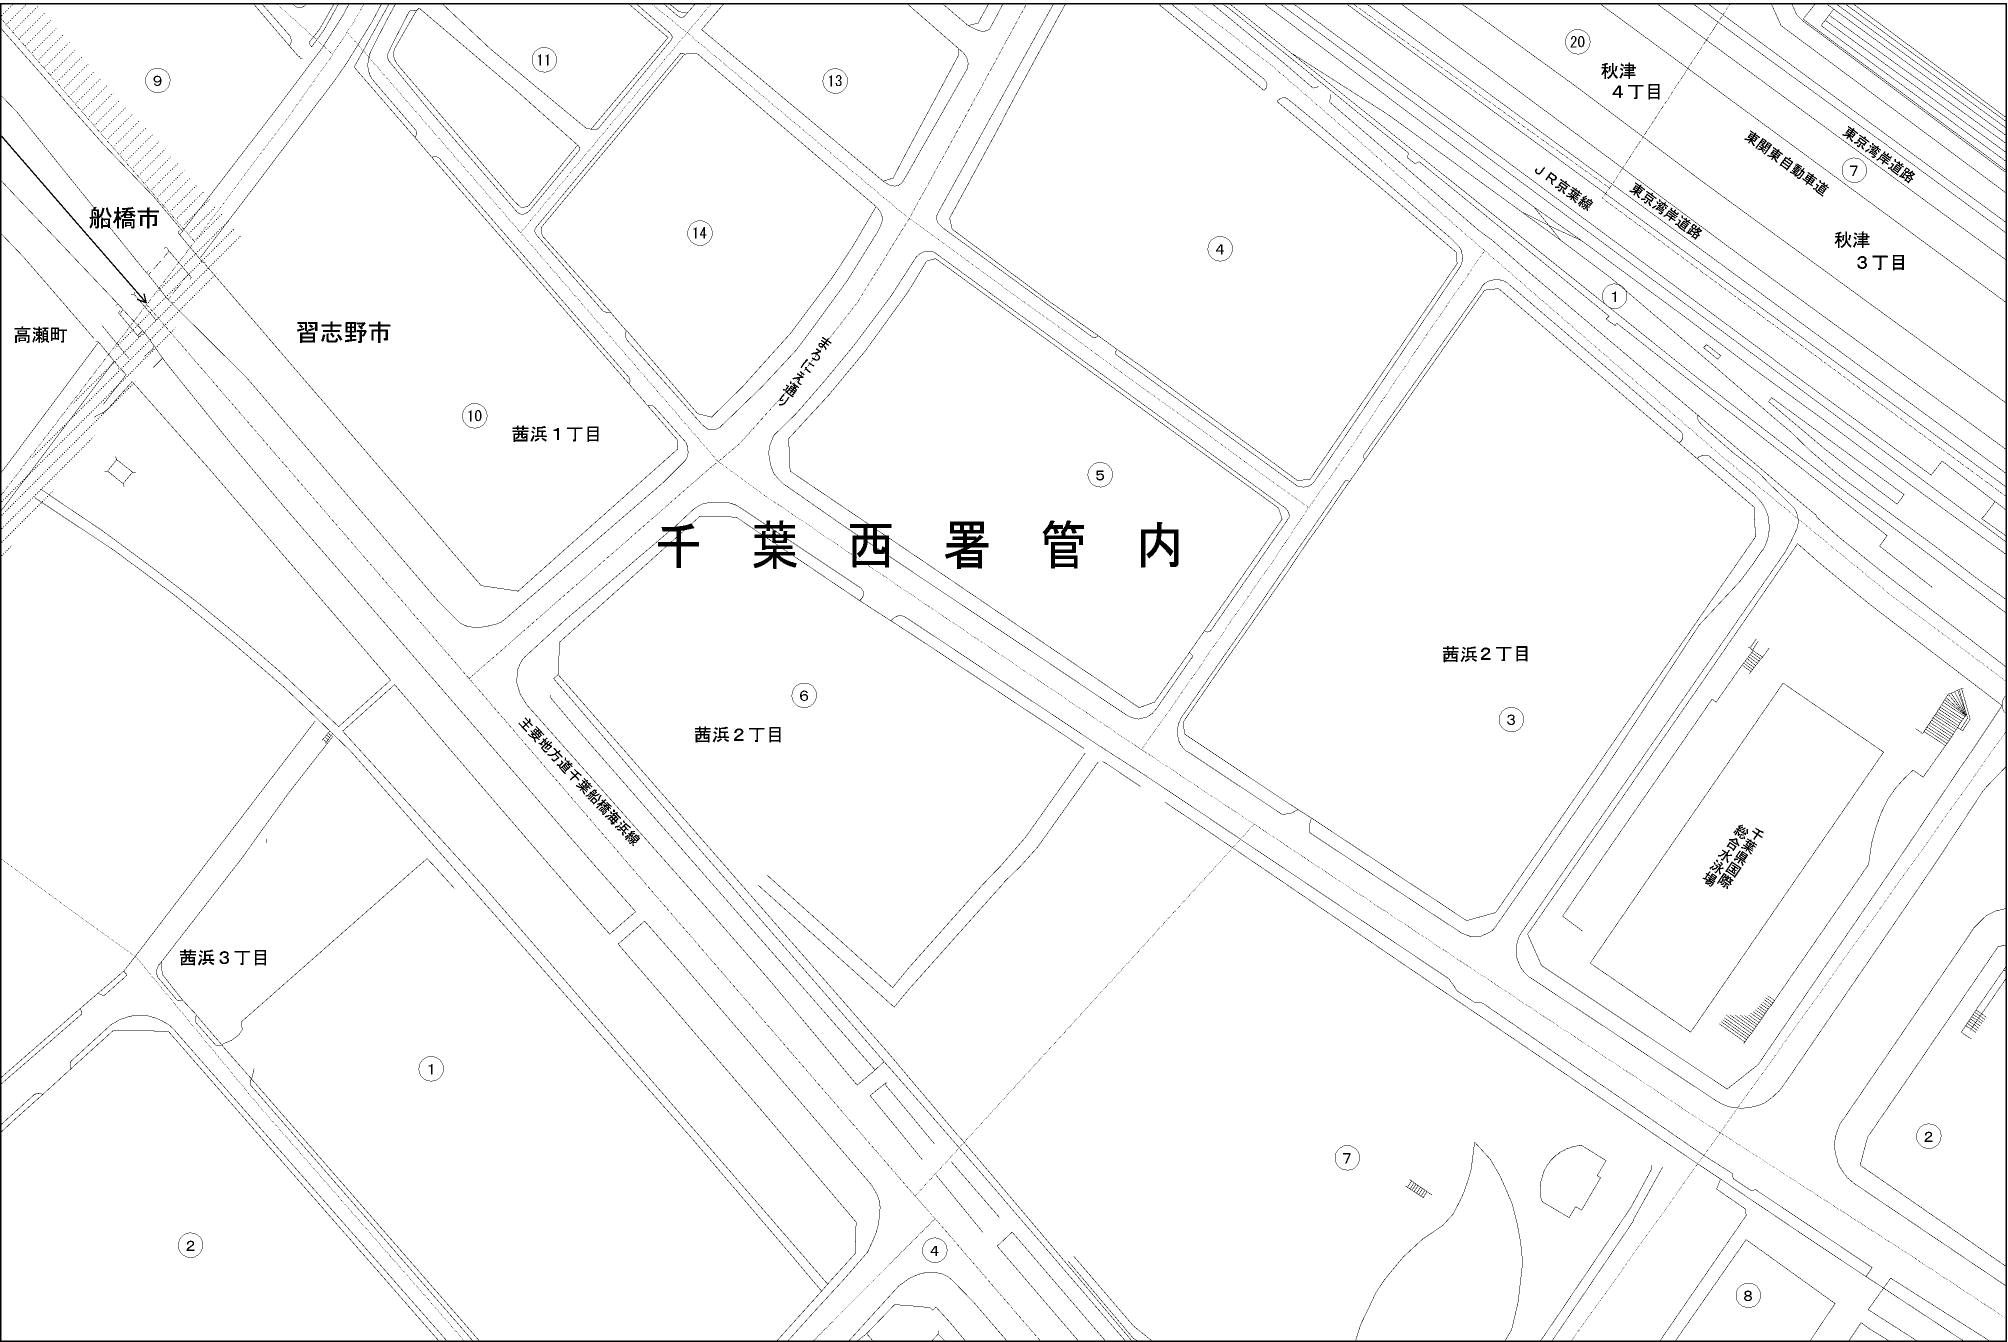 ⑳
秋津
４丁目
⑨
⑪
⑬
東京湾岸道路
東関東自動車道
⑦
ＪＲ京葉線
東京湾岸道路
船橋市
⑭
④
秋津
３丁目
①
高瀬町
習志野市
まろにえ通り
⑩
茜浜１丁目
⑤
千葉西署管内
茜浜２丁目
⑥
③
茜浜２丁目
主要地方道千葉船橋海浜線
千葉県国際
総合水泳場
茜浜３丁目
①
②
⑦
②
④
⑧